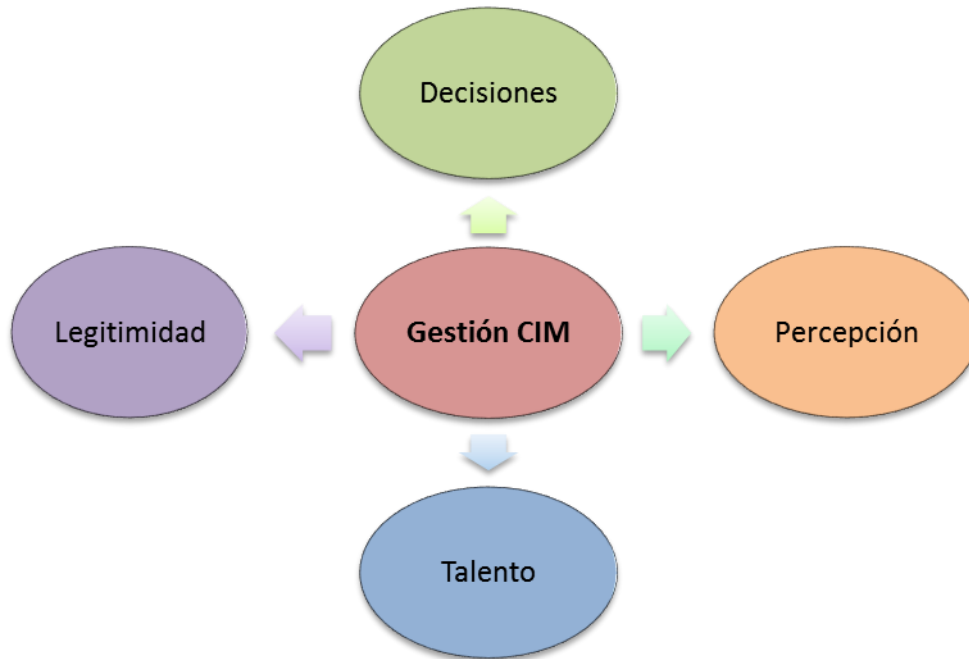 Decisiones
Legitimidad
Gestión CIM
Percepción
Talento